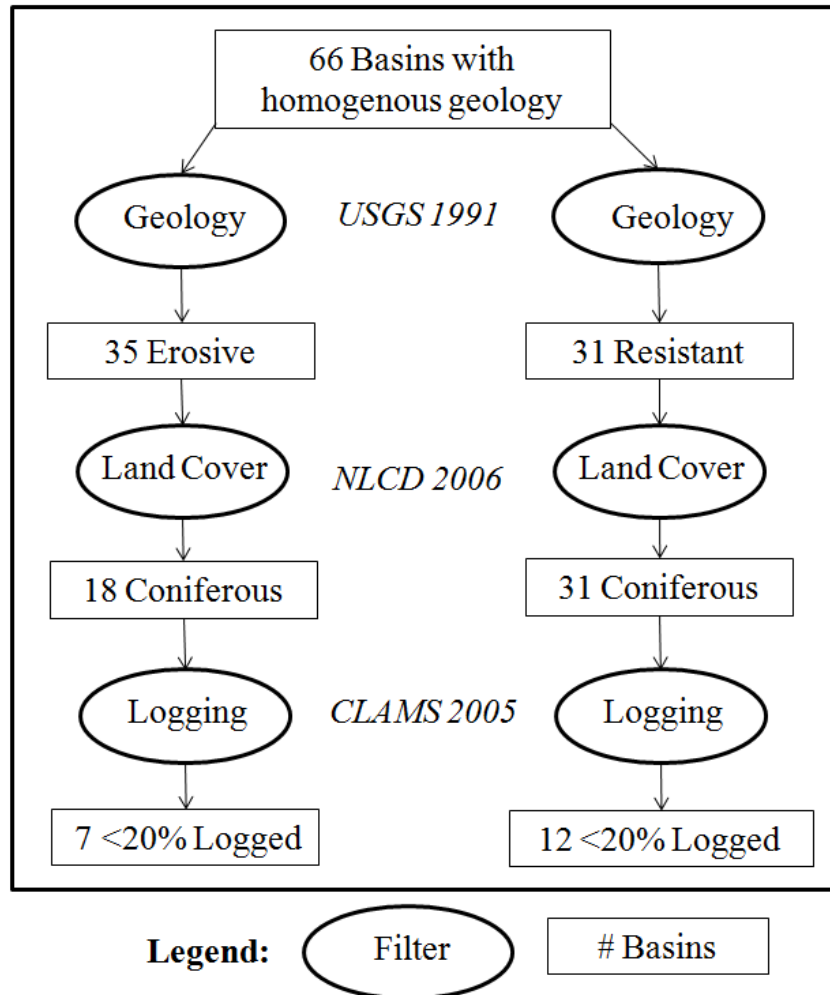 66 Basins with
homogenous geology
Geology
USGS 1991
Geology
35 Erosive
31 Resistant
Land Cover
NLCD 2006
Land Cover
18 Coniferous
31 Coniferous
Logging
CLAMS 2005
Logging
7 <20% Logged
12 <20% Logged
Legend:
Filter
# Basins